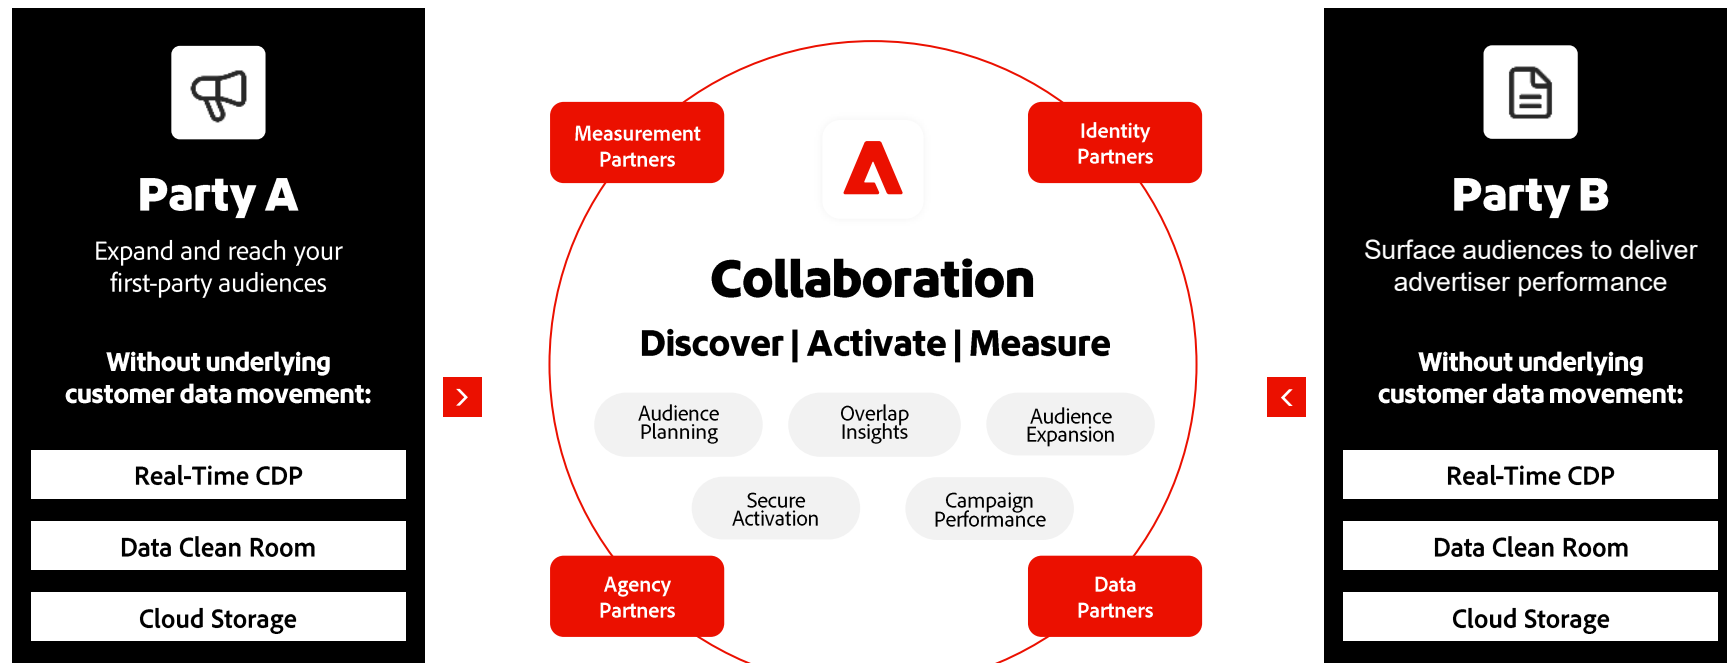 Party A
Expand and reach your
first-party audiences
Without underlying
customer data movement:
Real-Time CDP
Data Clean Room
Cloud Storage
Measurement
Partners
Identity
Partners
Collaboration
Discover | Activate | Measure
Audience
Planning
Overlap
Insights
Audience
Expansion
Secure
Activation
Campaign
Performance
Agency
Partners
Data
Partners
Party B
Surface audiences to deliver
advertiser performance
Without underlying
customer data movement:
Real-Time CDP
Data Clean Room
Cloud Storage